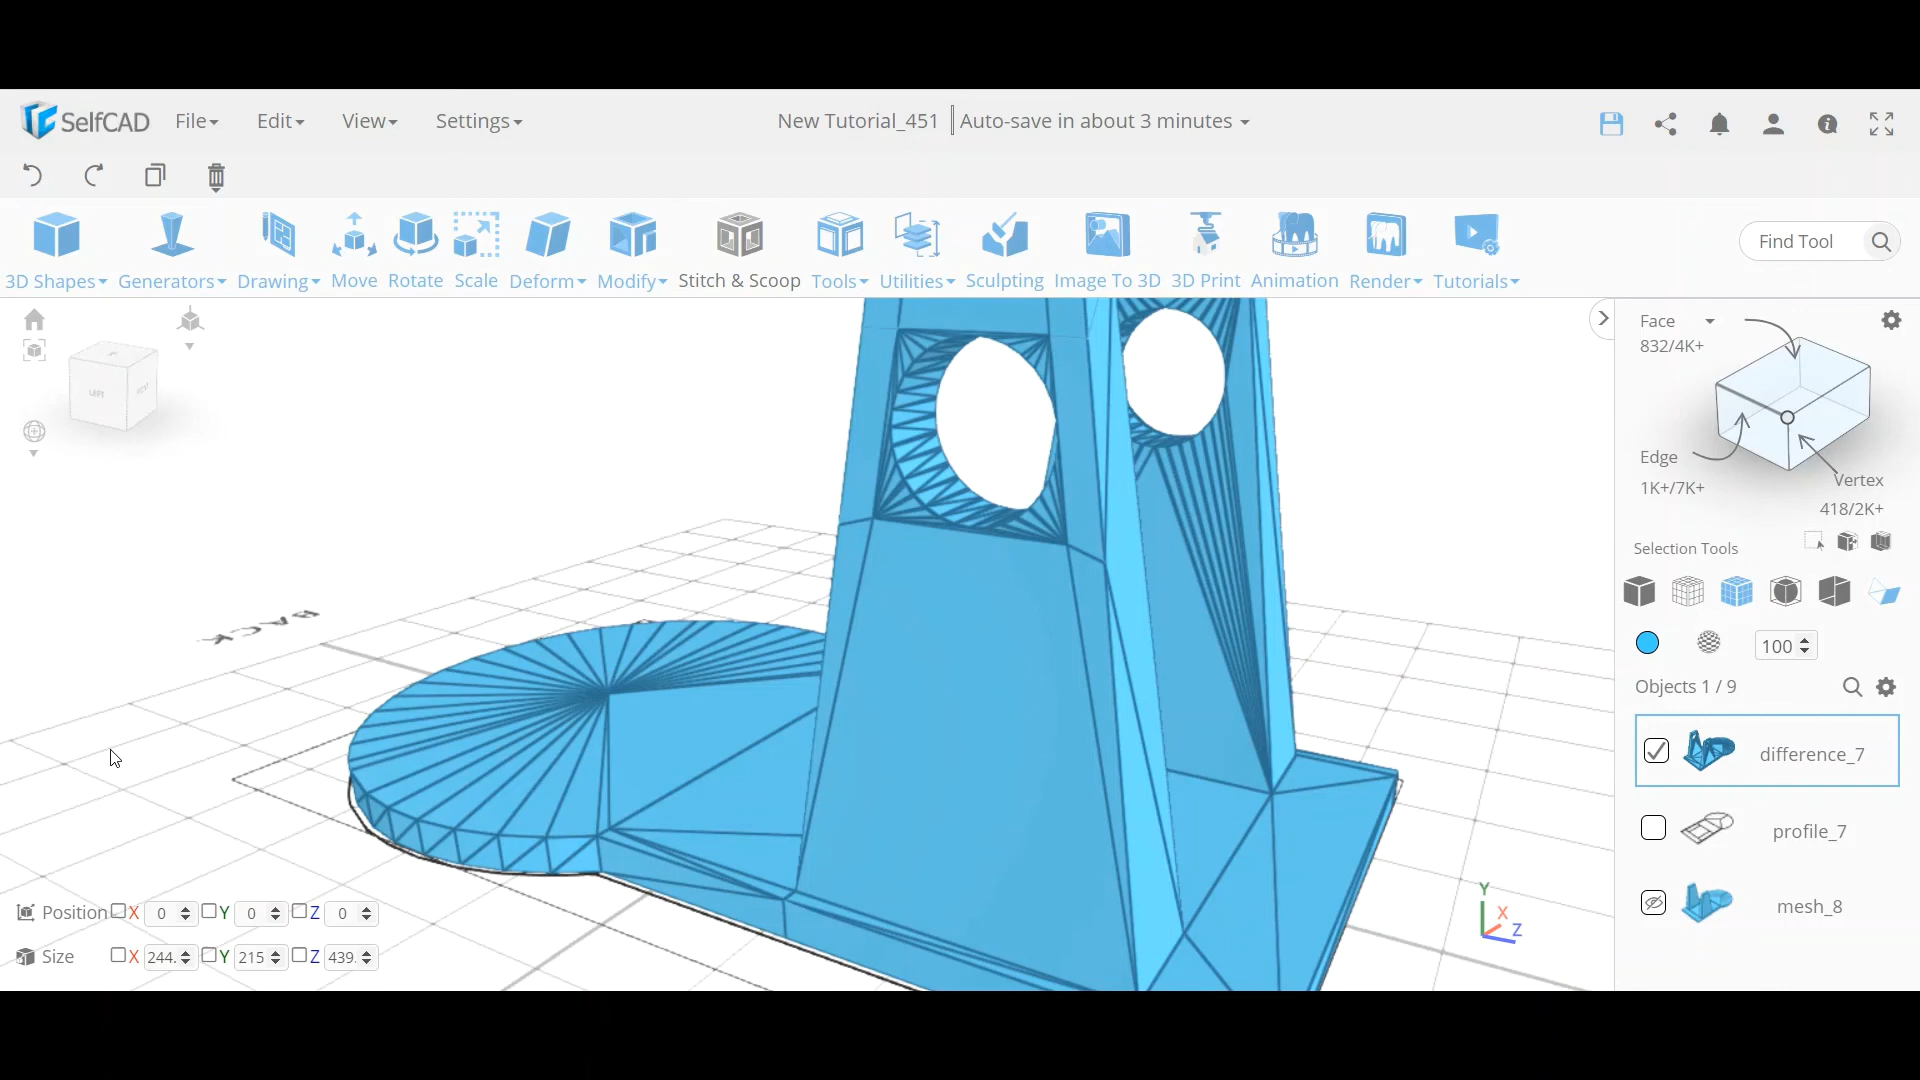 SelfCAD File Edit View Settings New Tutorial_451 Auto-save in about 3 minutes
3D Shapes Generators Drawing Move Rotate Scale Deform Modify Stitch & Scoop Tools Utilities Sculpting Image To 3D 3D Print Animation Render Tutorials Find Tool
Face
832/4K+
Edge
1K+/7K+
Vertex
418/2K+
Selection Tools
100
Objects 1 / 9
difference_7
profile_7
mesh_8
LEFT
BACK
Y
X
Z
Position X 0 Y 0 Z 0
Size X 244. Y 215 Z 439.